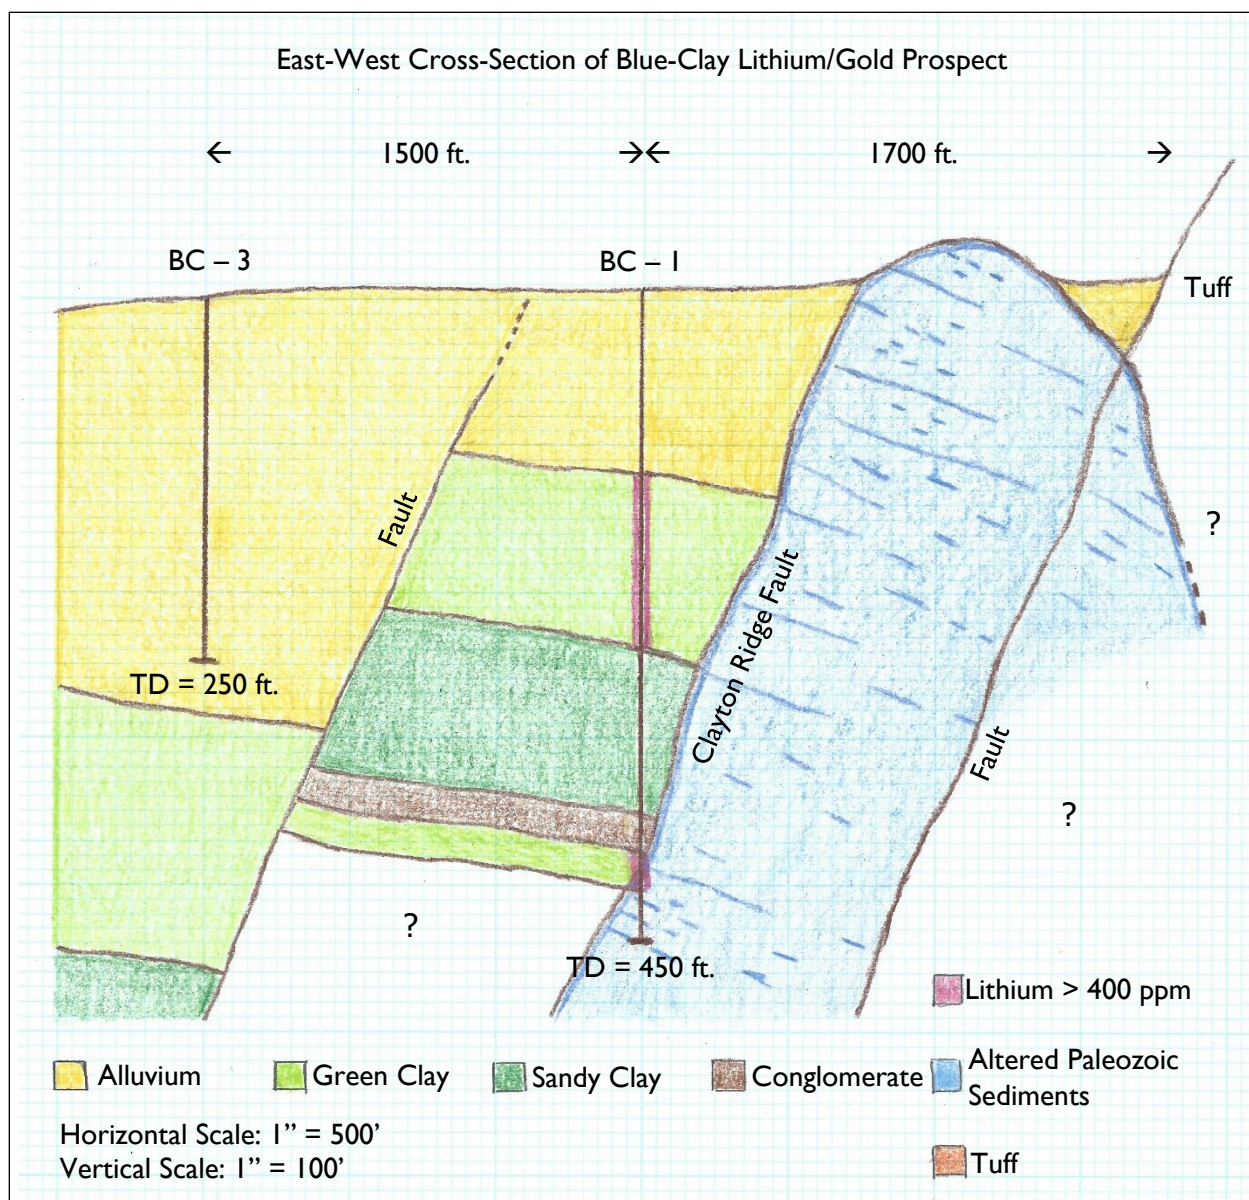 East-West Cross-Section of Blue-Clay Lithium/Gold Prospect
← 1500 ft. →← 1700 ft. →
BC – 3
BC – 1
Tuff
Fault
?
Clayton Ridge Fault
TD = 250 ft.
Fault
?
?
TD = 450 ft.
Lithium > 400 ppm
Alluvium
Green Clay
Sandy Clay
Conglomerate
Altered Paleozoic
Sediments
Horizontal Scale: 1” = 500’
Vertical Scale: 1” = 100’
Tuff